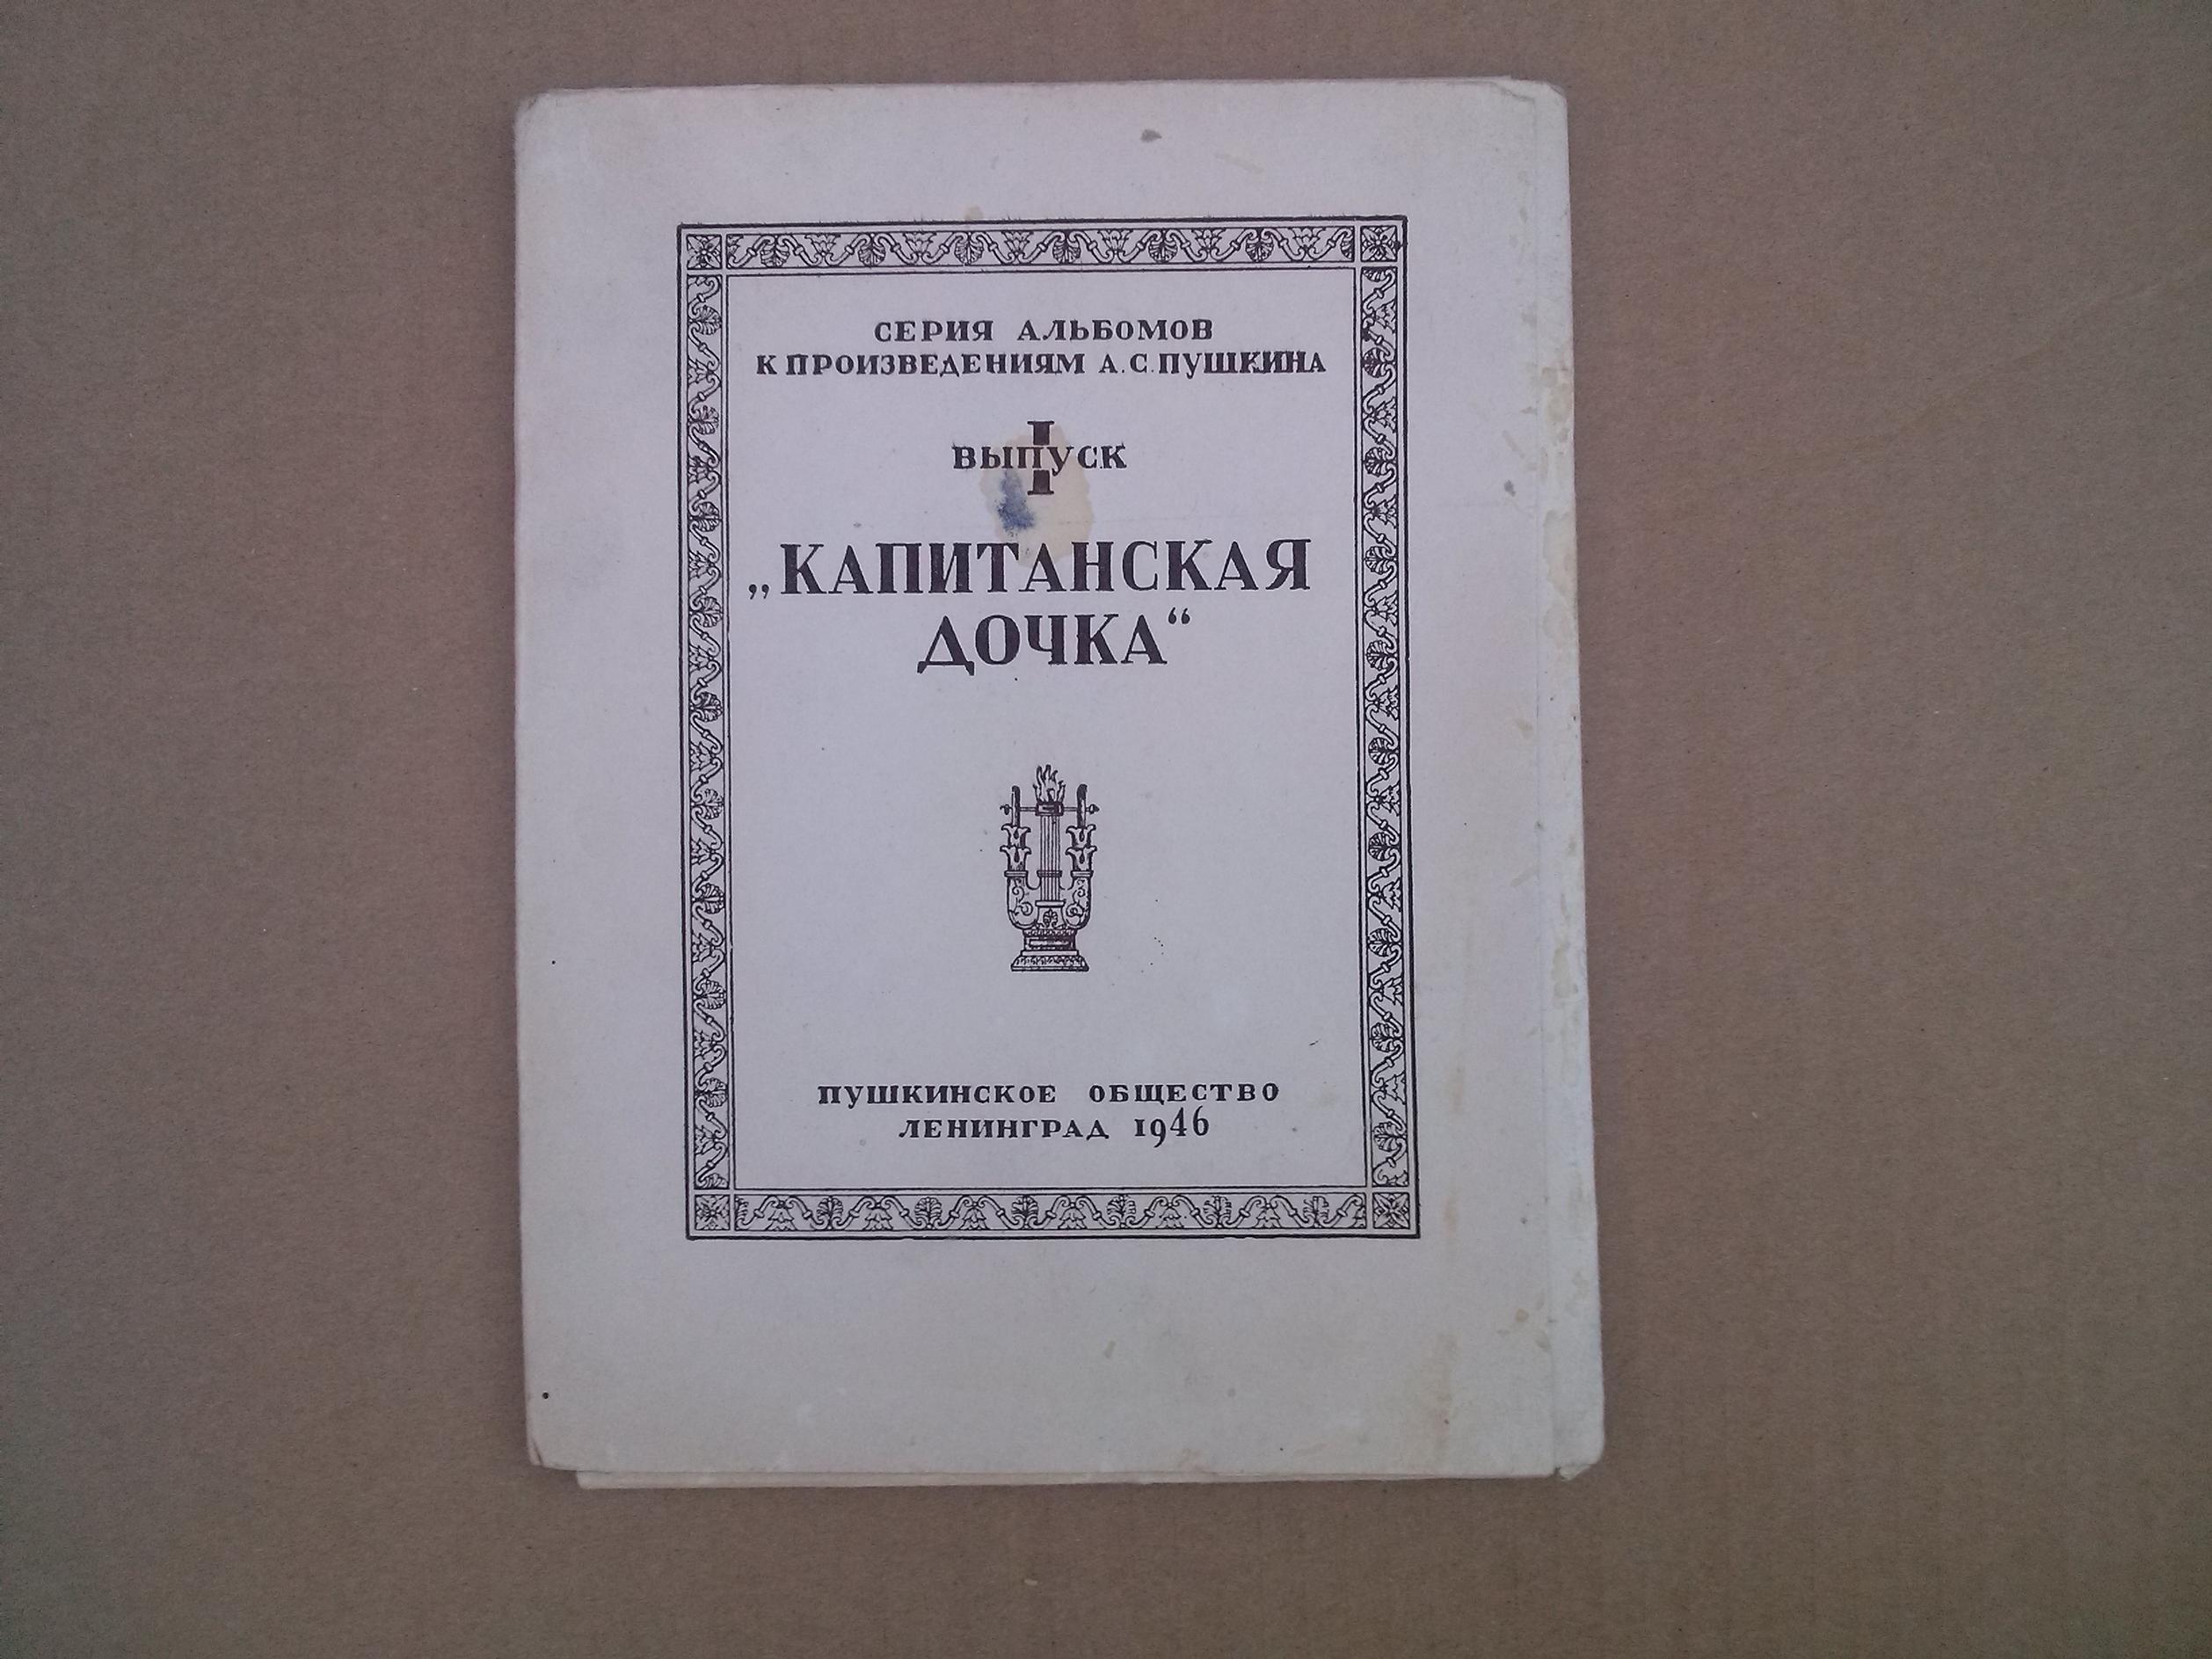 СЕРИЯ АЛЬБОМОВ
К ПРОИЗВЕДЕНИЯМ А.С.ПУШКИНА
I
ВЫПУСК
„КАПИТАНСКАЯ
ДОЧКА“
ПУШКИНСКОЕ ОБЩЕСТВО
ЛЕНИНГРАД 1946